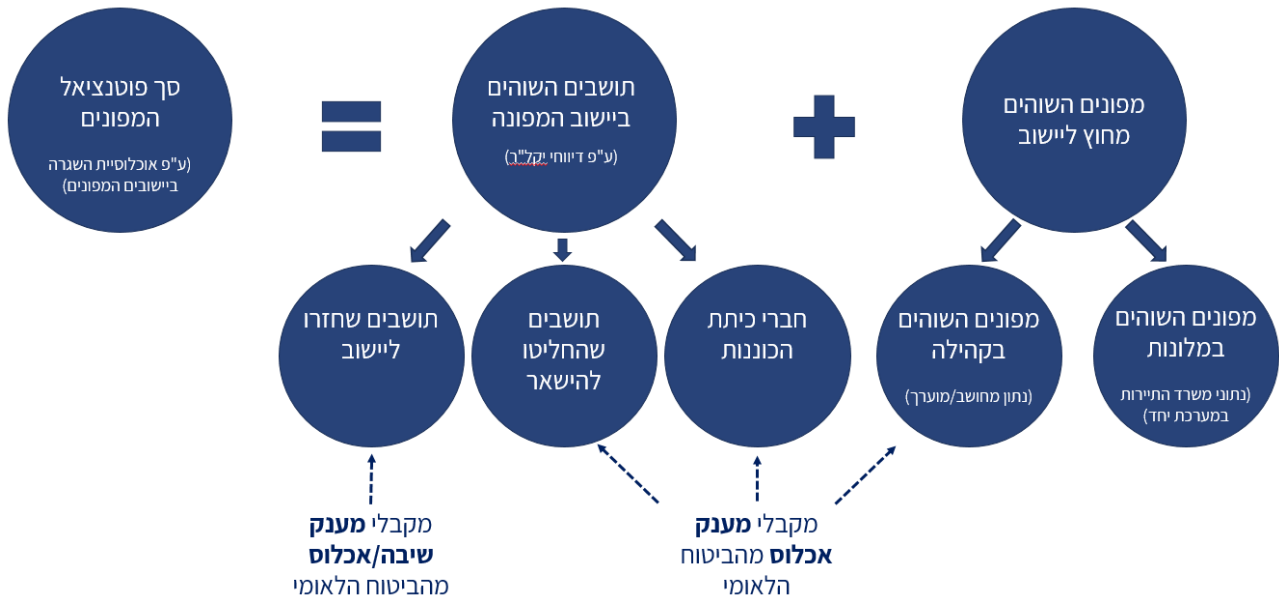 מפונים השוהים
מחוץ ליישוב
תושבים השוהים
ביישוב המפונה
(ע"פ דיווחי יקל"ר)
סך פוטנציאל
המפונים
(ע"פ אוכלוסיית השגרה
ביישובים המפונים)
מפונים השוהים
במלונות
(נתוני משרד התיירות
במערכת יחד)
מפונים השוהים
בקהילה
(נתון מחושב/מוערך)
חברי כיתת
הכוננות
תושבים
שהחליטו
להישאר
תושבים שחזרו
ליישוב
מקבלי מענק
אכלוס מהביטוח
הלאומי
מקבלי מענק
שיבה/אכלוס
מהביטוח הלאומי